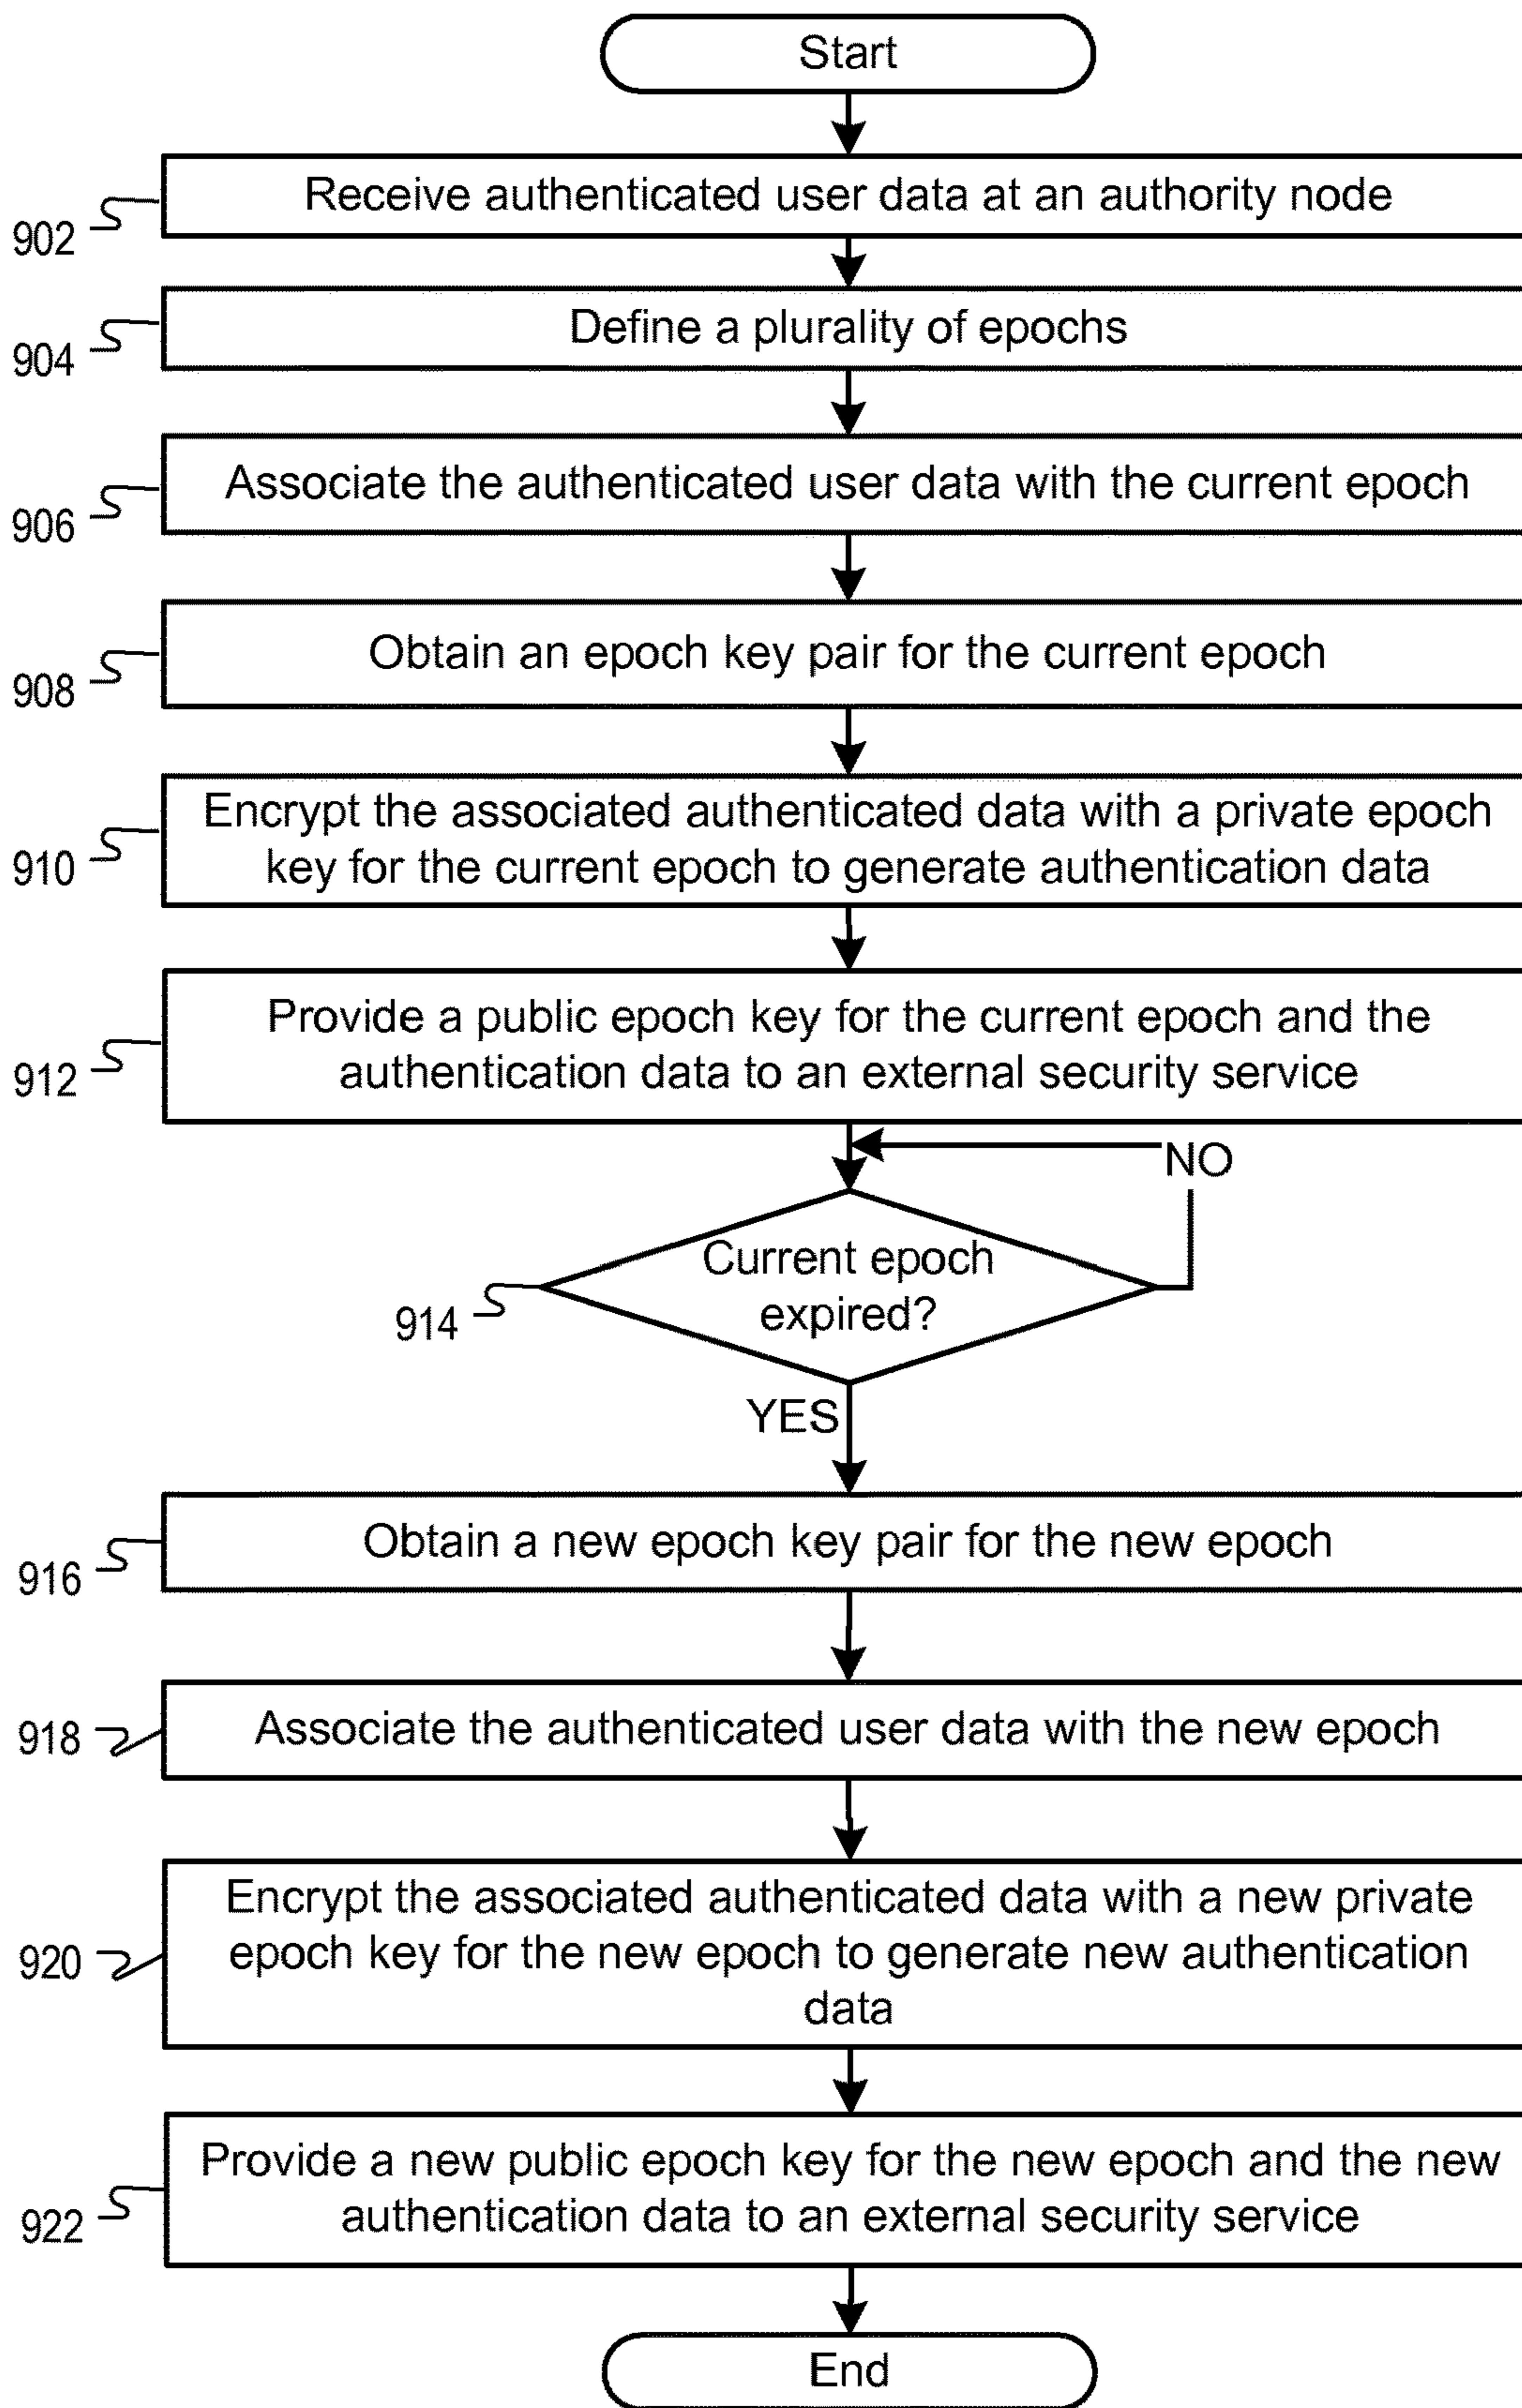 Start
Receive authenticated user data at an authority node
902
Define a plurality of epochs
904
Associate the authenticated user data with the current epoch
906
Obtain an epoch key pair for the current epoch
908
Encrypt the associated authenticated data with a private epoch
key for the current epoch to generate authentication data
910
Provide a public epoch key for the current epoch and the
authentication data to an external security service
912
NO
Current epoch
expired?
914
YES
Obtain a new epoch key pair for the new epoch
916
Associate the authenticated user data with the new epoch
918
Encrypt the associated authenticated data with a new private
epoch key for the new epoch to generate new authentication
data
920
Provide a new public epoch key for the new epoch and the new
authentication data to an external security service
922
End